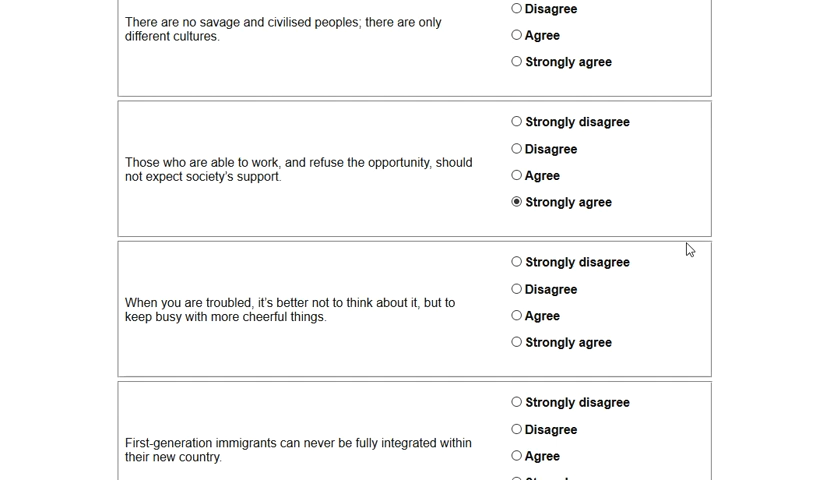 Disagree
There are no savage and civilised peoples; there are only
different cultures.
Agree
Strongly agree
Strongly disagree
Disagree
Those who are able to work, and refuse the opportunity, should
not expect society's support.
Agree
Strongly agree
Strongly disagree
Disagree
When you are troubled, it's better not to think about it, but to
keep busy with more cheerful things.
Agree
Strongly agree
Strongly disagree
Disagree
First-generation immigrants can never be fully integrated within
their new country.
Agree